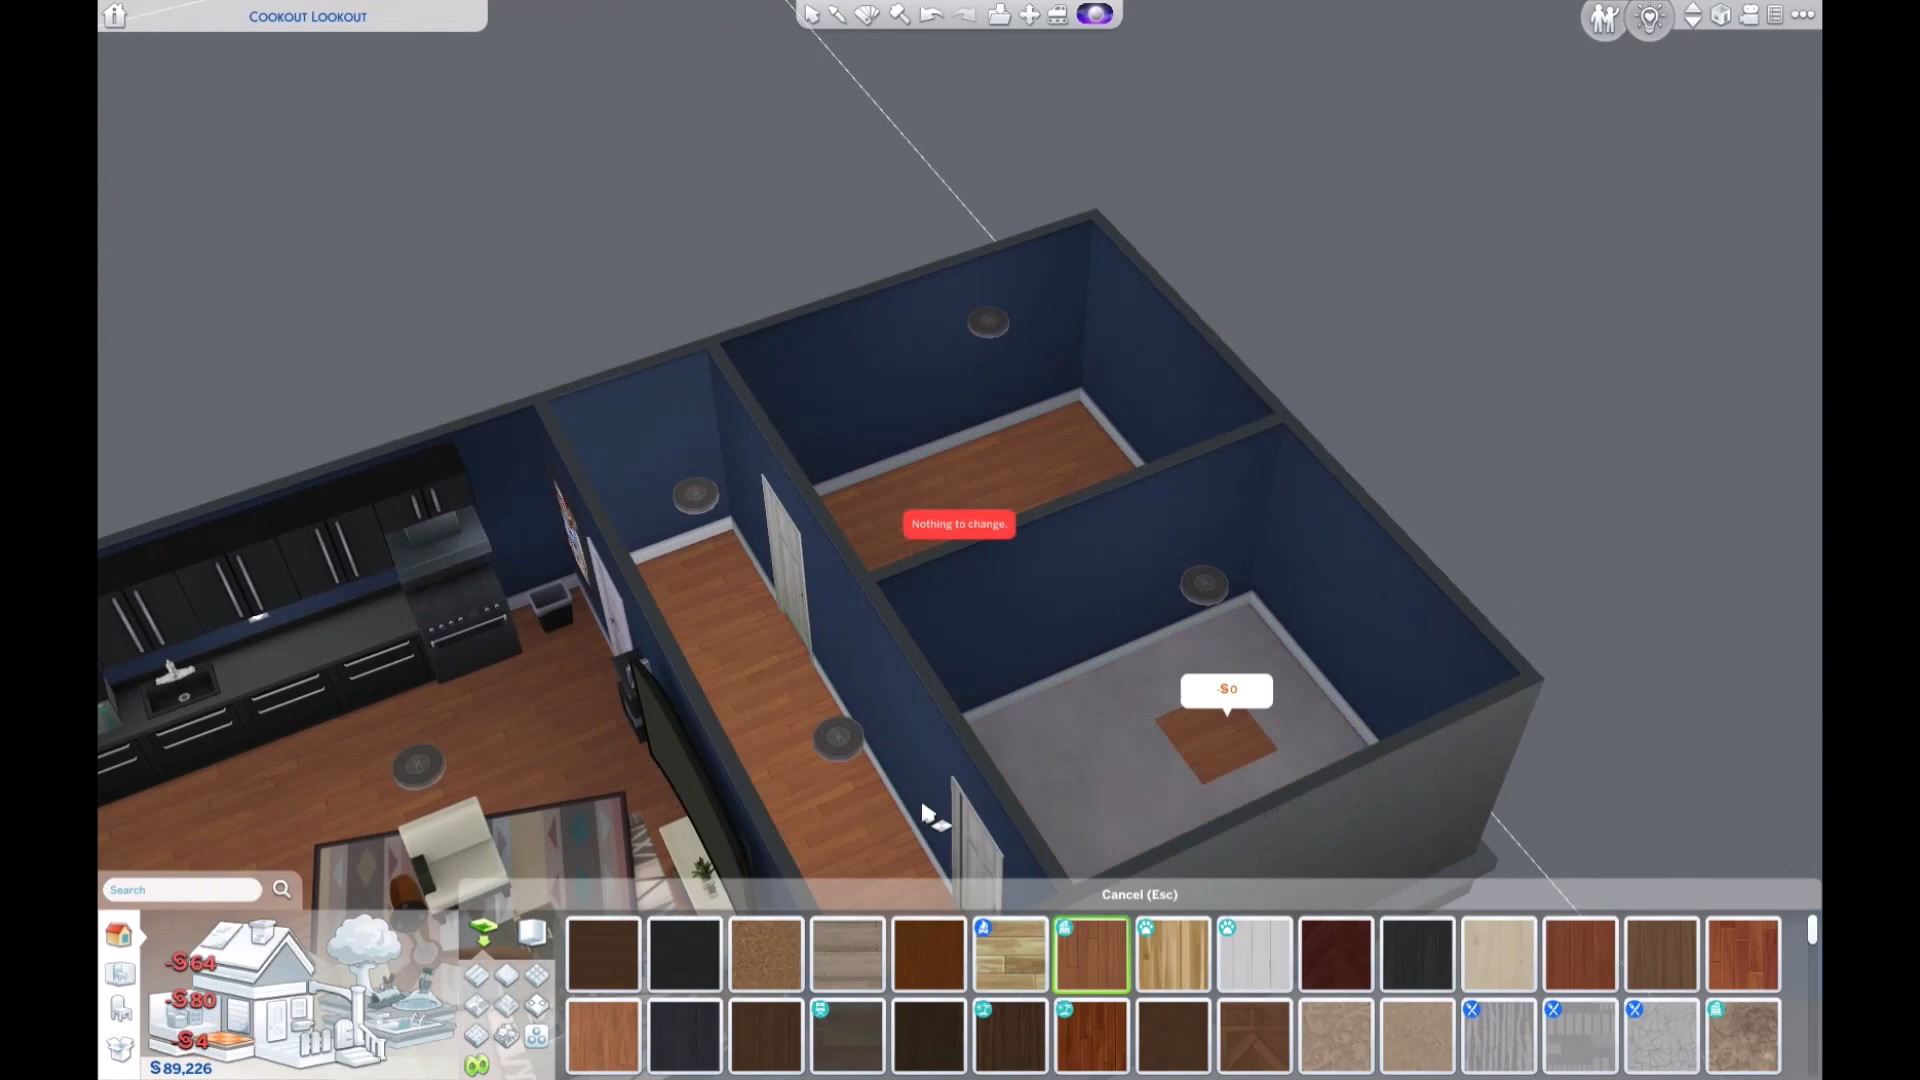 Cookout Lookout
Nothing to change.
-§0
Cancel (Esc)
Search
-§64
-§80
-§4
§89,226